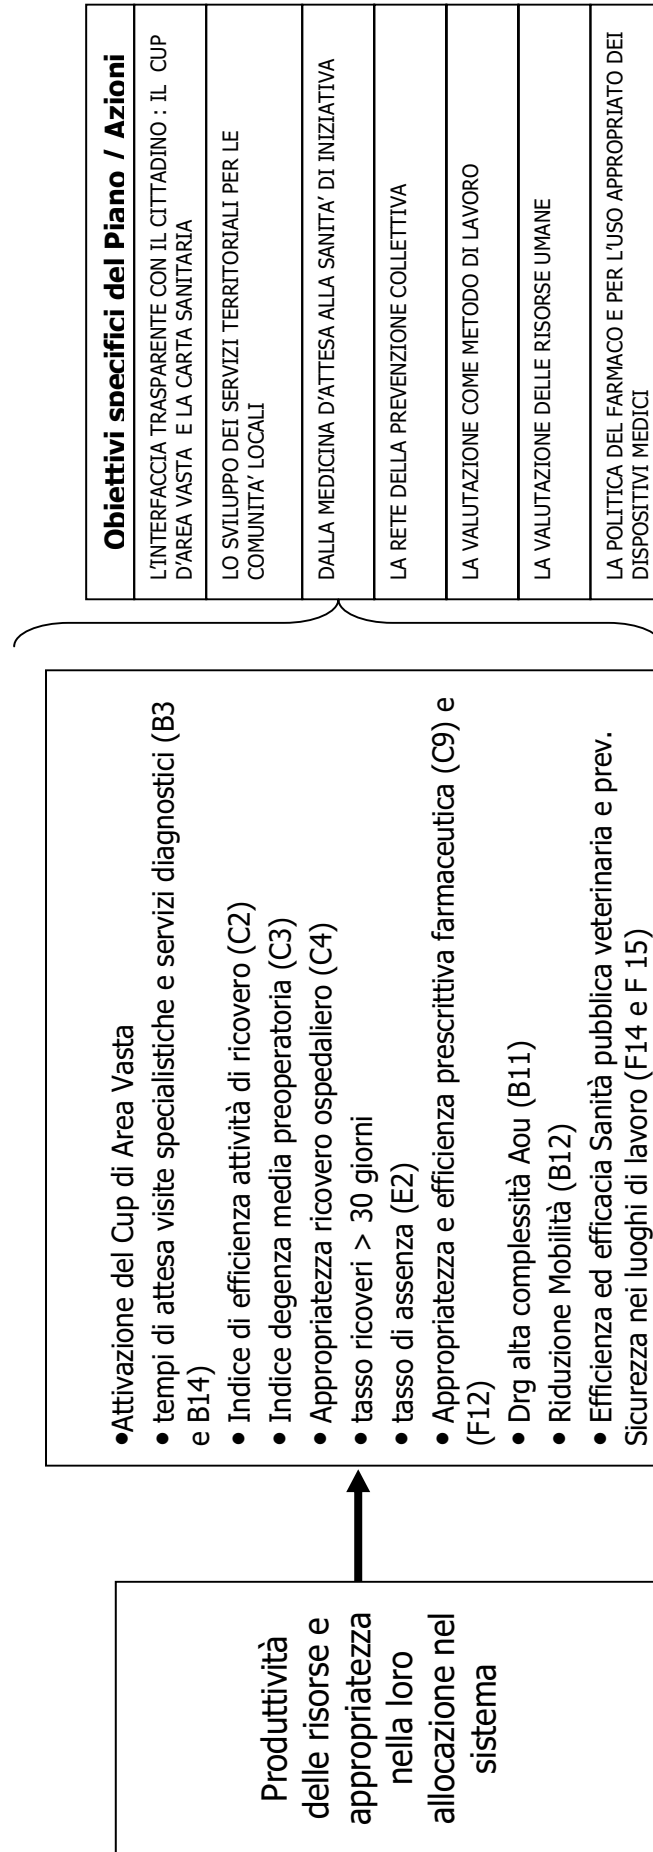 Produttività
delle risorse e
appropriatezza
nella loro
allocazione nel
sistema
•Attivazione del Cup di Area Vasta
• tempi di attesa visite specialistiche e servizi diagnostici (B3
e B14)
• Indice di efficienza attività di ricovero (C2)
• Indice degenza media preoperatoria (C3)
• Appropriatezza ricovero ospedaliero (C4)
• tasso ricoveri > 30 giorni
• tasso di assenza (E2)
• Appropriatezza e efficienza prescrittiva farmaceutica (C9) e
(F12)
• Drg alta complessità Aou (B11)
• Riduzione Mobilità (B12)
• Efficienza ed efficacia Sanità pubblica veterinaria e prev.
Sicurezza nei luoghi di lavoro (F14 e F 15)
Obiettivi specifici del Piano / Azioni
L'INTERFACCIA TRASPARENTE CON IL CITTADINO : IL CUP
D'AREA VASTA E LA CARTA SANITARIA
LO SVILUPPO DEI SERVIZI TERRITORIALI PER LE
COMUNITA' LOCALI
DALLA MEDICINA D'ATTESA ALLA SANITA' DI INIZIATIVA
LA RETE DELLA PREVENZIONE COLLETTIVA
LA VALUTAZIONE COME METODO DI LAVORO
LA VALUTAZIONE DELLE RISORSE UMANE
LA POLITICA DEL FARMACO E PER L'USO APPROPRIATO DEI
DISPOSITIVI MEDICI